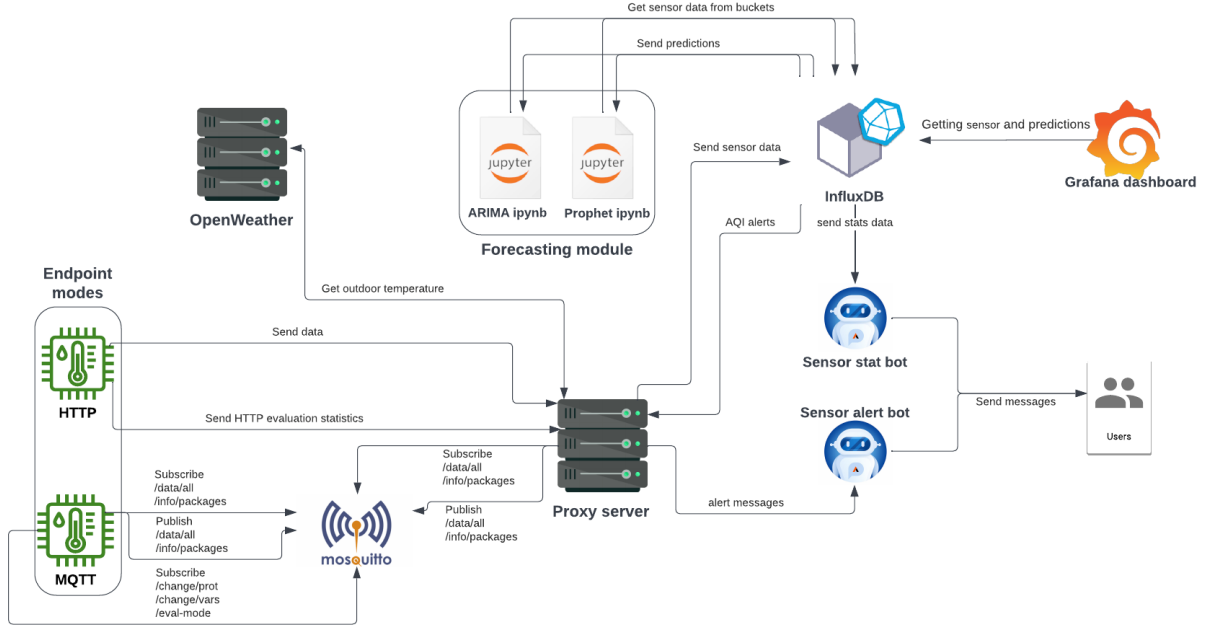 Get sensor data from buckets
Send predictions
jupyter
ARIMA ipynb
jupyter
Prophet ipynb
Forecasting module
OpenWeather
Send sensor data
InfluxDB
Getting sensor and predictions
Grafana dashboard
AQI alerts
send stats data
Get outdoor temperature
Endpoint
modes
HTTP
Send data
Send HTTP evaluation statistics
Sensor stat bot
Sensor alert bot
Send messages
Users
Proxy server
alert messages
Subscribe
/data/all
/info/packages
Publish
/data/all
/info/packages
Subscribe
/data/all
/info/packages
Publish
/data/all
/info/packages
mosquitto
MQTT
Subscribe
/change/prot
/change/vars
/eval-mode